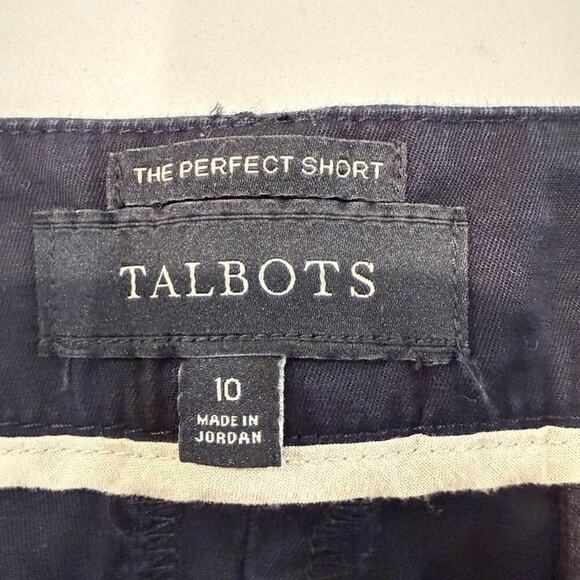 THE PERFECT SHORT
TALBOTS
10
MADE IN
JORDAN